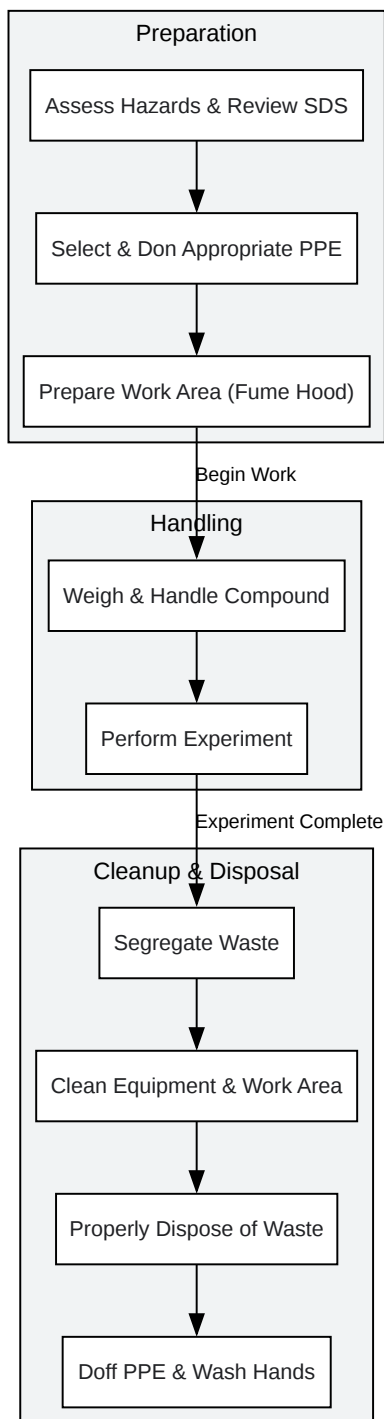 Preparation
Assess Hazards & Review SDS
Select & Don Appropriate PPE
Prepare Work Area (Fume Hood)
Begin Work
Handling
Weigh & Handle Compound
Perform Experiment
Experiment Complete
Cleanup & Disposal
Segregate Waste
Clean Equipment & Work Area
Properly Dispose of Waste
Doff PPE & Wash Hands